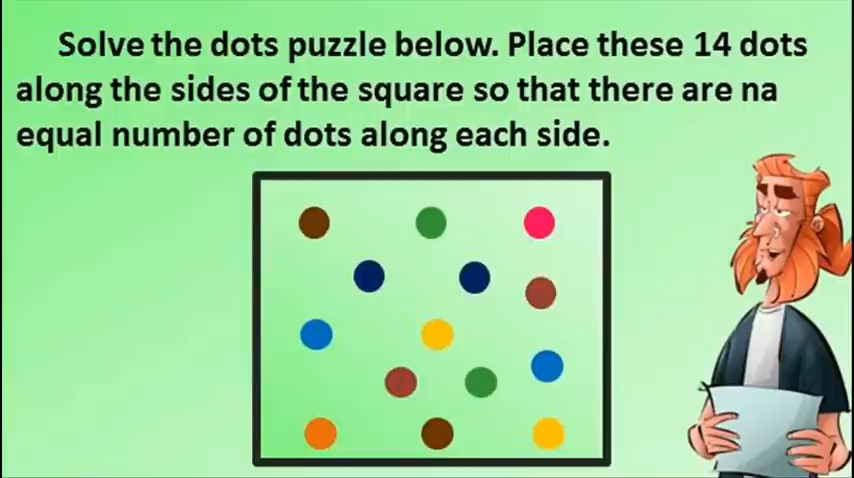 Solve the dots puzzle below. Place these 14 dots
along the sides of the square so that there are na
equal number of dots along each side.